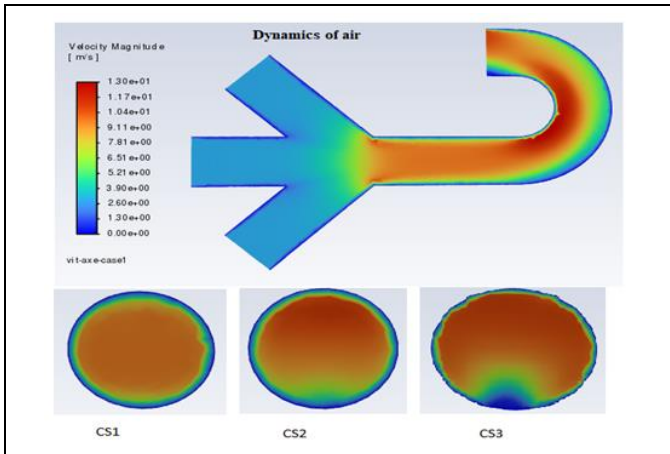 Dynamics of air
Velocity Magnitude
[ m/s ]
1.30e+01
1.17e+01
1.04e+01
9.11e+00
7.81e+00
6.51e+00
5.21e+00
3.90e+00
2.60e+00
1.30e+00
0.00e+00
vit-axe-case1
CS1
CS2
CS3